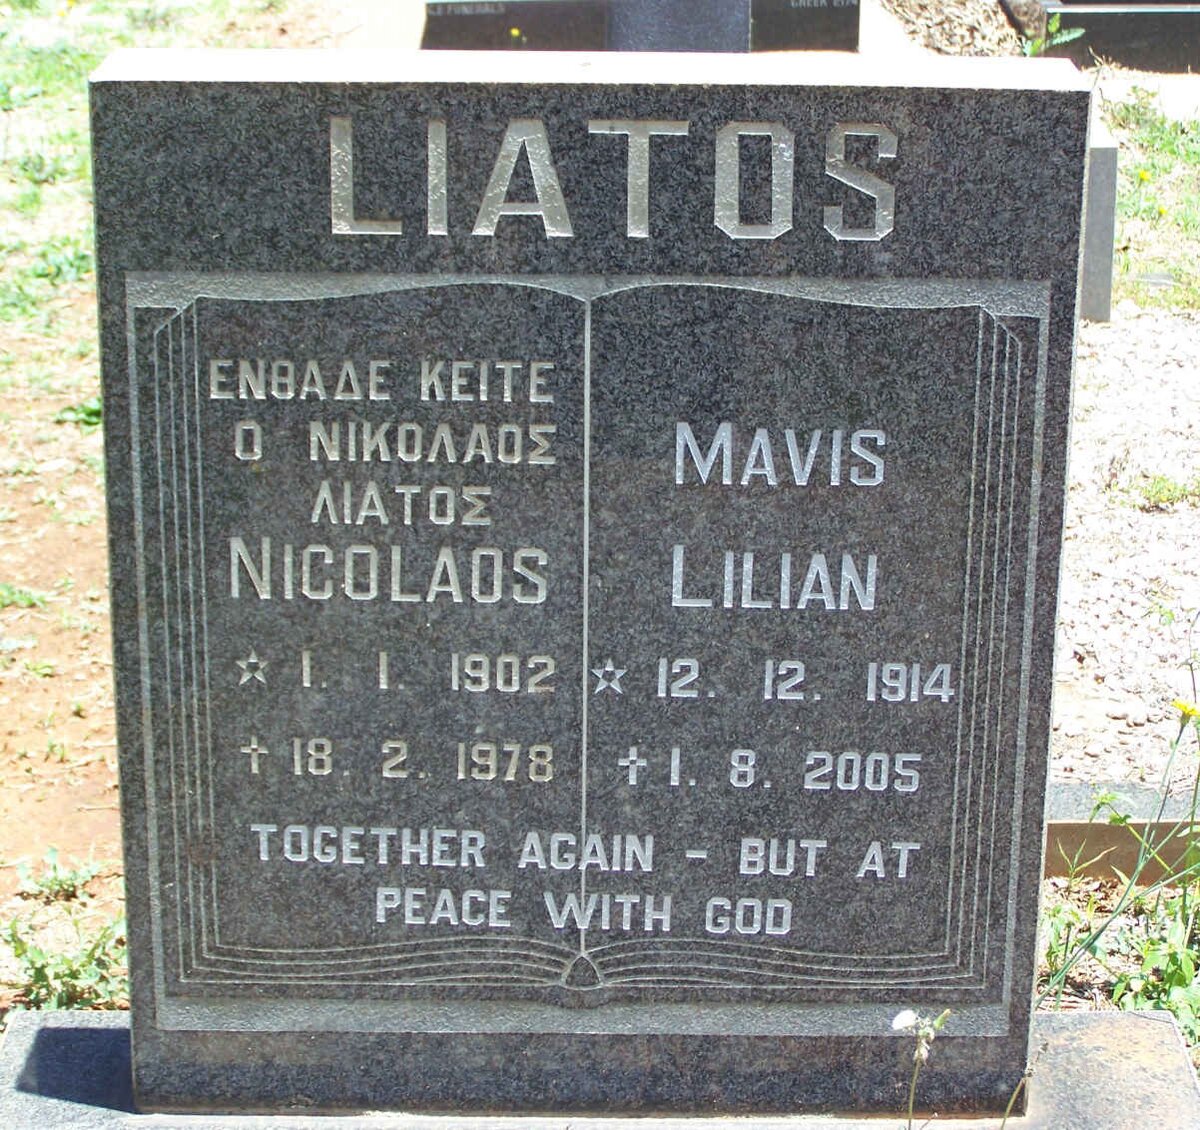 LIATOS
ΕΝΘΑΔΕ ΚΕΙΤΕ
Ο ΝΙΚΟΛΑΟΣ
ΛΙΑΤΟΣ
NICOLAOS
☆ 1. 1. 1902
✝ 18. 2. 1978
MAVIS
LILIAN
☆ 12. 12. 1914
✝ 1. 8. 2005
TOGETHER AGAIN – BUT AT
PEACE WITH GOD